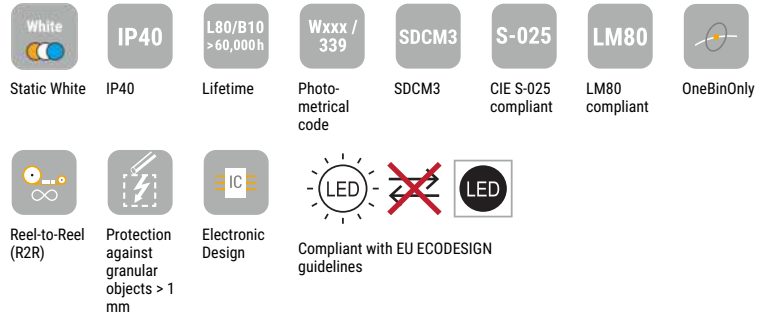 White
IP40
L80/B10
>60,000h
Wxxx /
339
SDCM3
S-025
LM80
Static White
IP40
Lifetime
Photo-
metrical
code
SDCM3
CIE S-025
compliant
LM80
compliant
OneBinOnly
IC
LED
LED
Reel-to-Reel
(R2R)
Protection
against
granular
objects > 1
mm
Electronic
Design
Compliant with EU ECODESIGN
guidelines